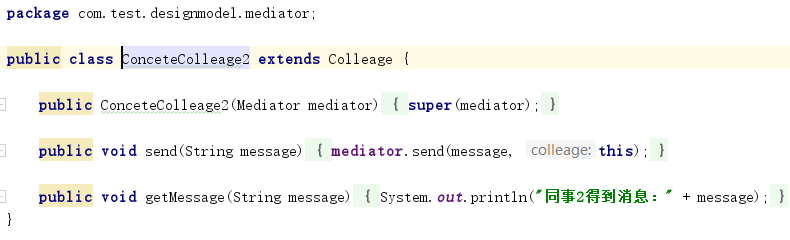 package com.test.designmodel.mediator;
public class ConceteColleage2 extends Colleage {
public ConceteColleage2(Mediator mediator) { super(mediator); }
public void send(String message) { mediator.send(message, colleage: this); }
public void getMessage(String message) { System.out.println("同事2得到消息：" + message); }
}